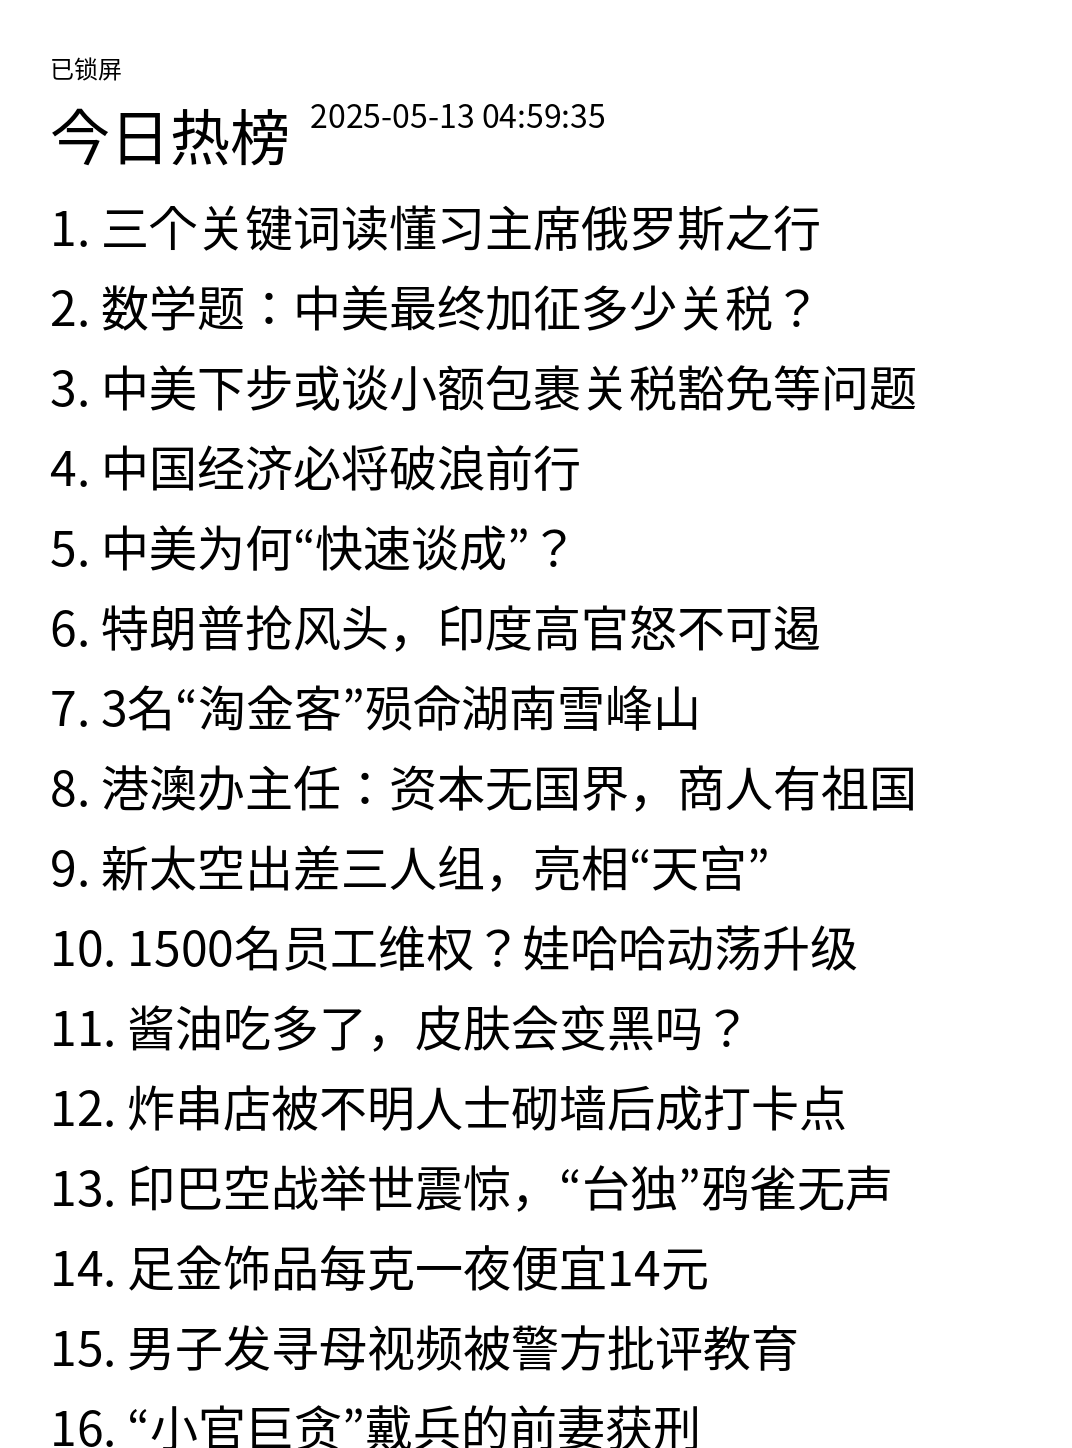 已锁屏
今日热榜 2025-05-13 04:59:35
1. 三个关键词读懂习主席俄罗斯之行
2. 数学题：中美最终加征多少关税？
3. 中美下步或谈小额包裹关税豁免等问题
4. 中国经济必将破浪前行
5. 中美为何“快速谈成”？
6. 特朗普抢风头，印度高官怒不可遏
7. 3名“淘金客”殒命湖南雪峰山
8. 港澳办主任：资本无国界，商人有祖国
9. 新太空出差三人组，亮相“天宫”
10. 1500名员工维权？娃哈哈动荡升级
11. 酱油吃多了，皮肤会变黑吗？
12. 炸串店被不明人士砌墙后成打卡点
13. 印巴空战举世震惊，“台独”鸦雀无声
14. 足金饰品每克一夜便宜14元
15. 男子发寻母视频被警方批评教育
16. “小官巨贪”戴兵的前妻获刑